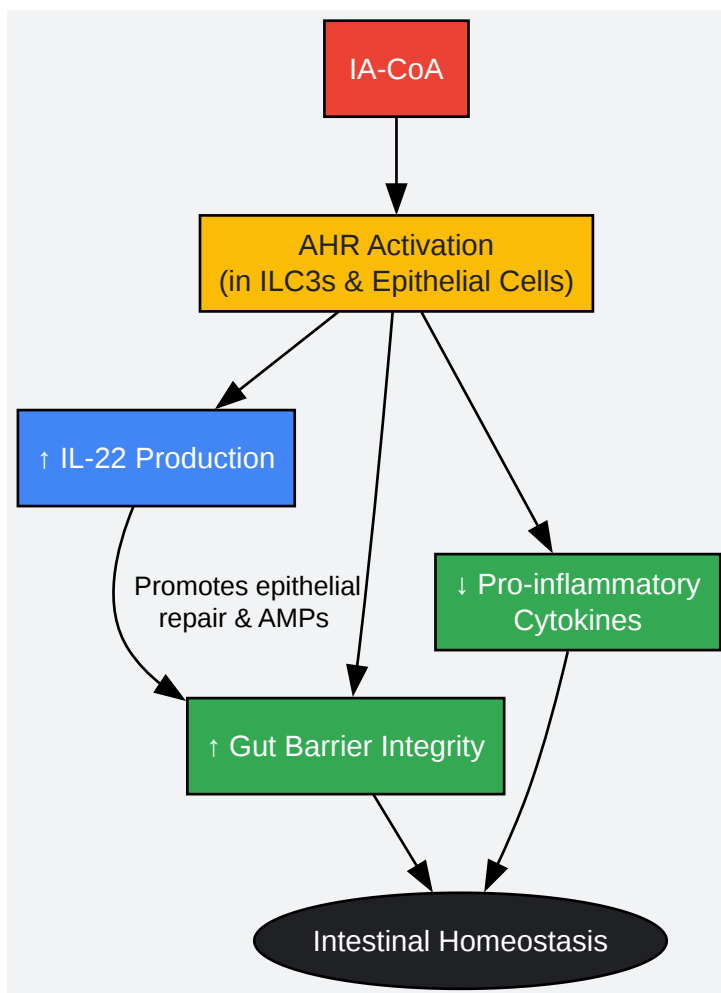 IA-CoA
AHR Activation
(in ILC3s & Epithelial Cells)
↑ IL-22 Production
Promotes epithelial
repair & AMPs
↓ Pro-inflammatory
Cytokines
↑ Gut Barrier Integrity
Intestinal Homeostasis